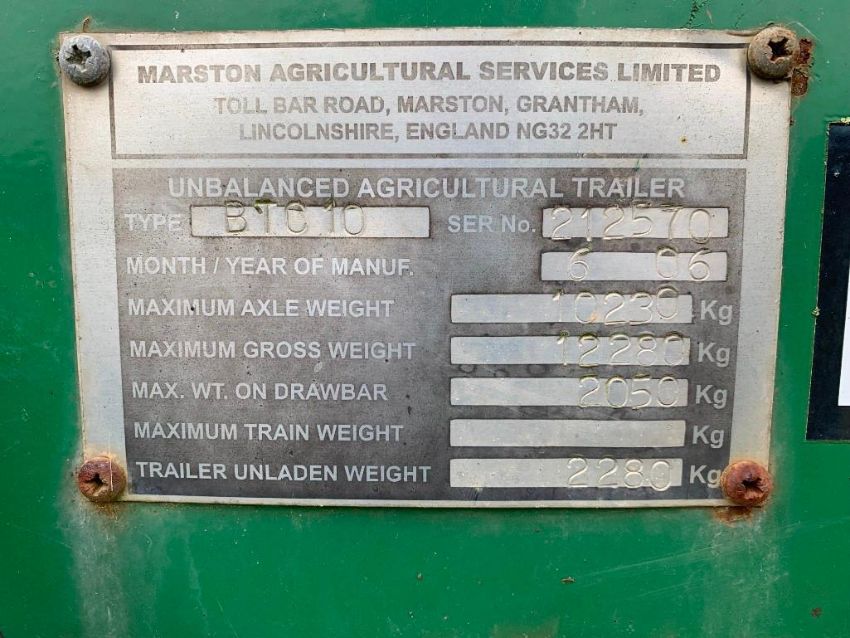 MARSTON AGRICULTURAL SERVICES LIMITED
TOLL BAR ROAD, MARSTON, GRANTHAM,
LINCOLNSHIRE, ENGLAND NG32 2HT
UNBALANCED AGRICULTURAL TRAILER
TYPE BTC10 SER No. 212570
MONTH / YEAR OF MANUF. 6 06
MAXIMUM AXLE WEIGHT 10230 Kg
MAXIMUM GROSS WEIGHT 12280 Kg
MAX. WT. ON DRAWBAR 2050 Kg
MAXIMUM TRAIN WEIGHT Kg
TRAILER UNLADEN WEIGHT 2280 Kg